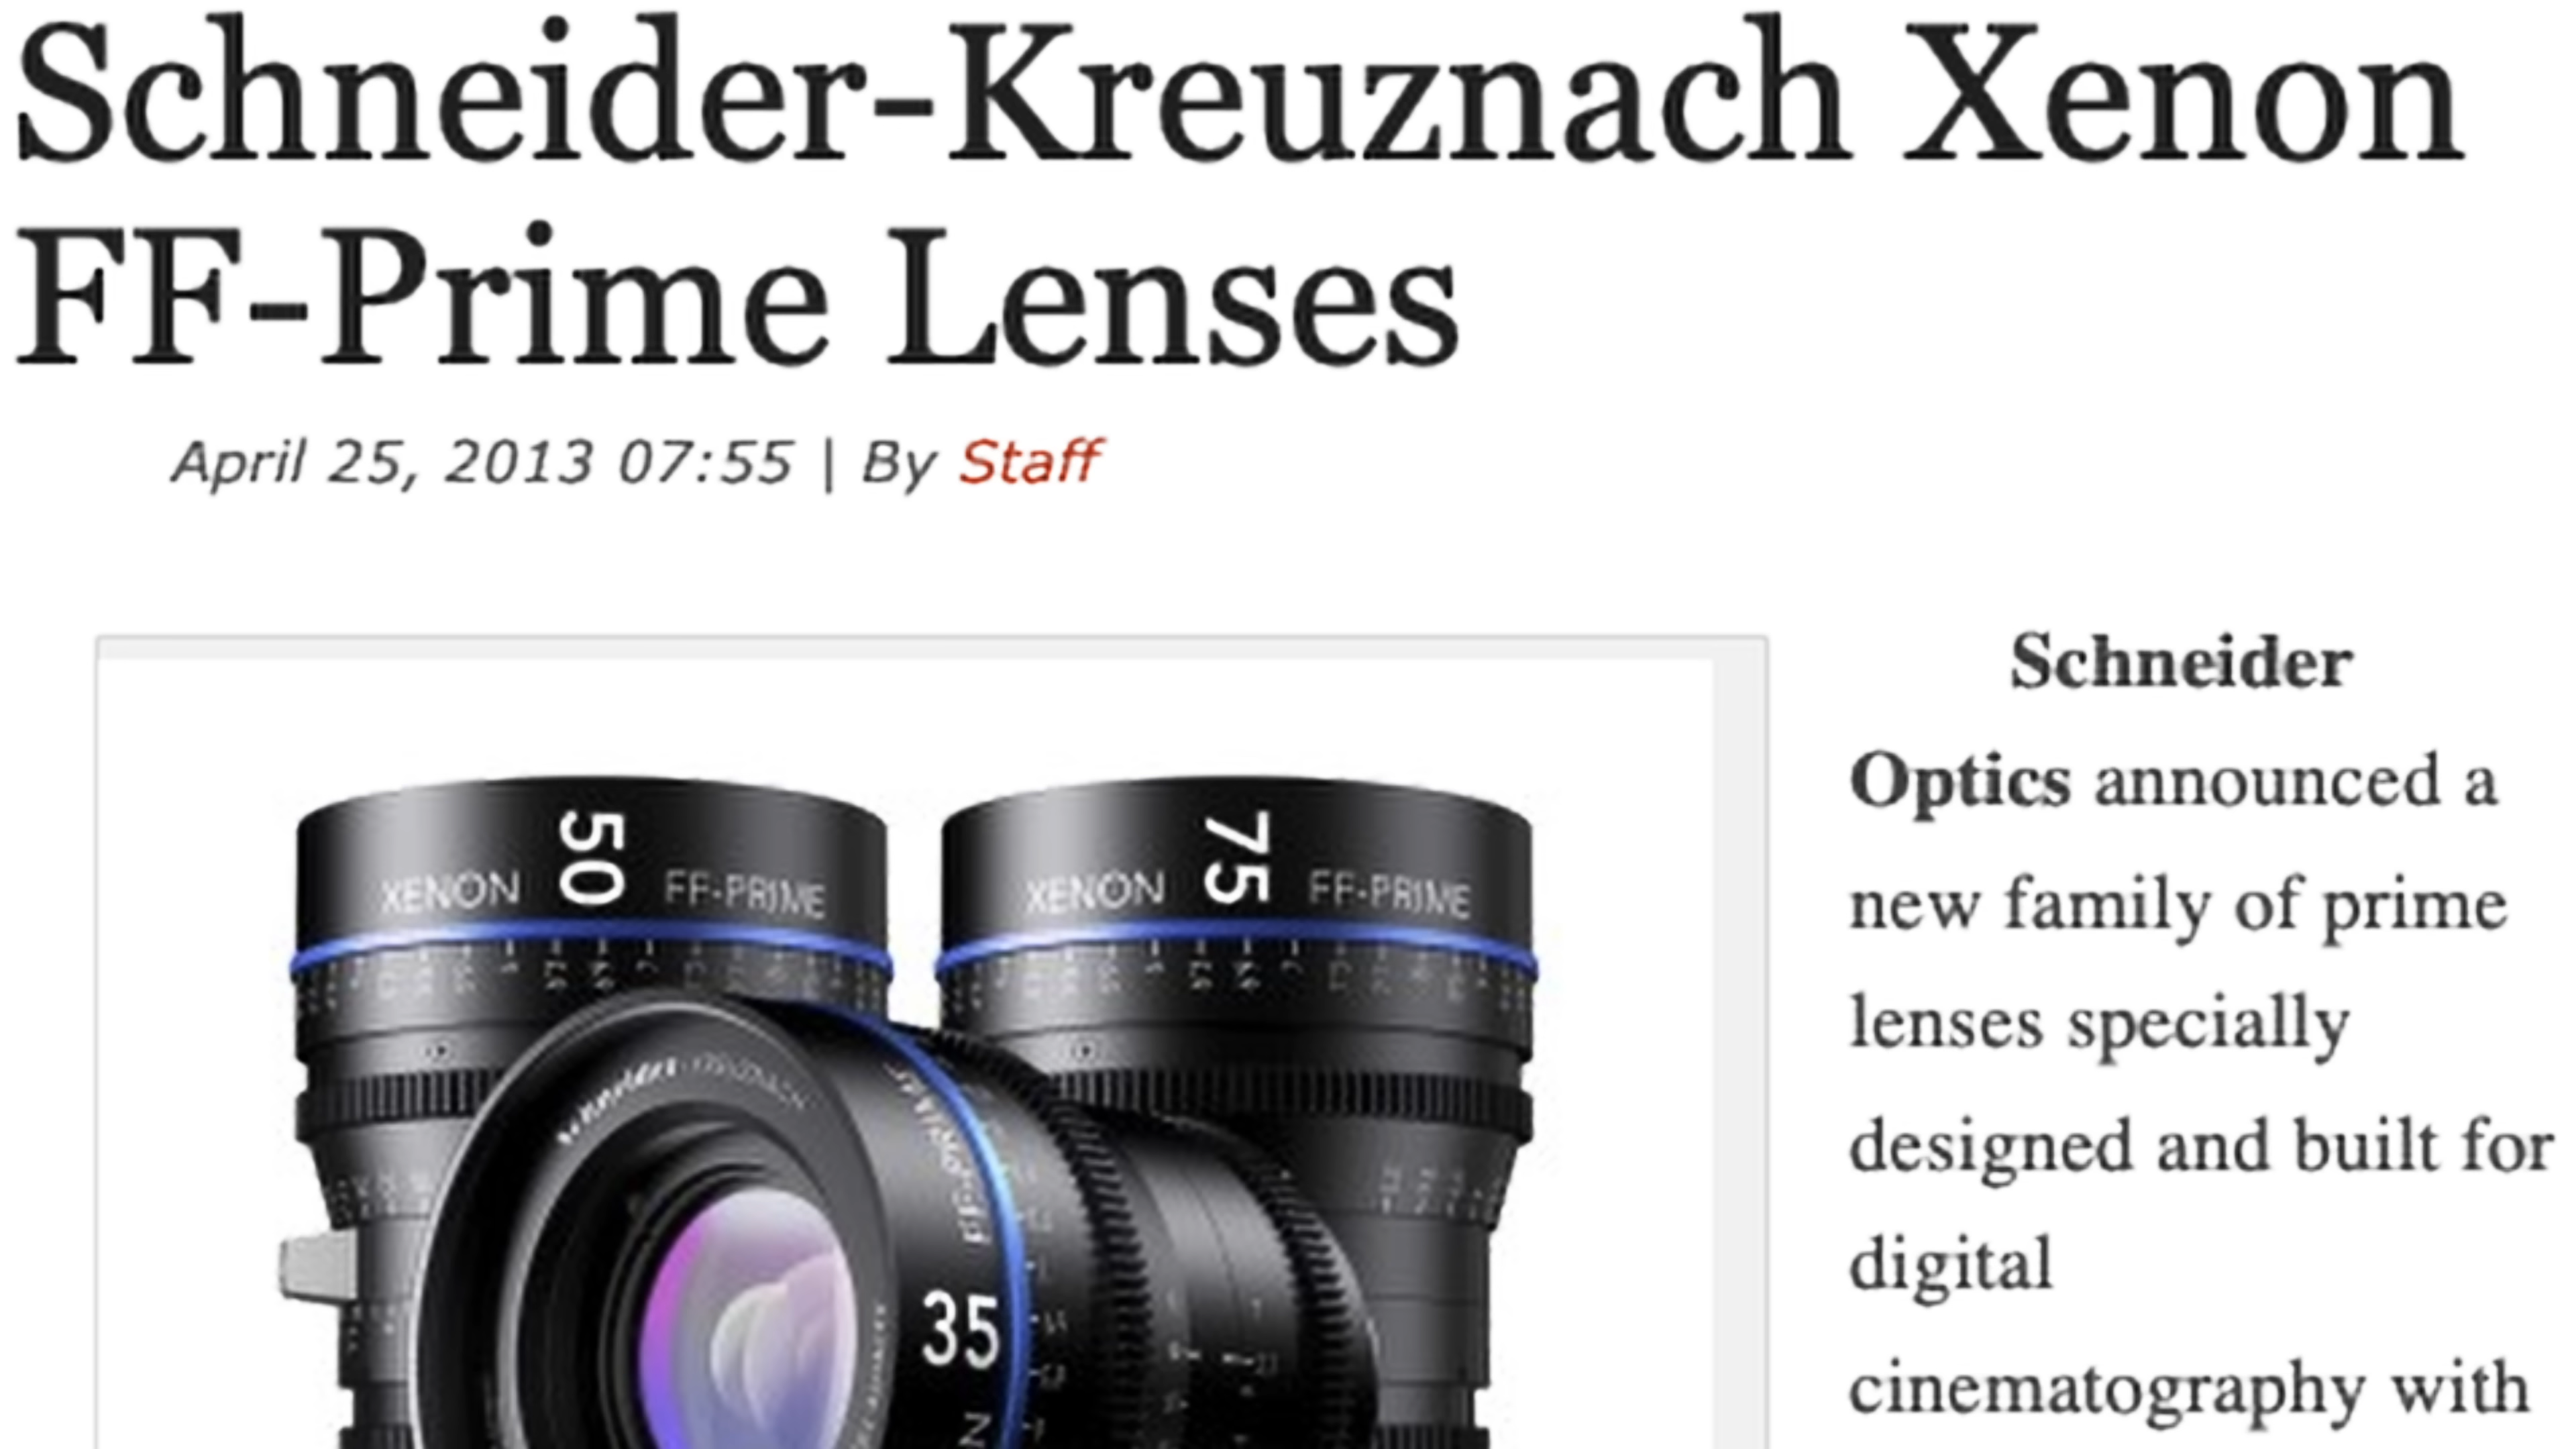 Schneider-Kreuznach Xenon
FF-Prime Lenses
April 25, 2013 07:55 | By Staff
Schneider
Optics announced a
new family of prime
lenses specially
designed and built for
digital
cinematography with
XENON 50 FF-PRIME
XENON 75 FF-PRIME
Schneider
35